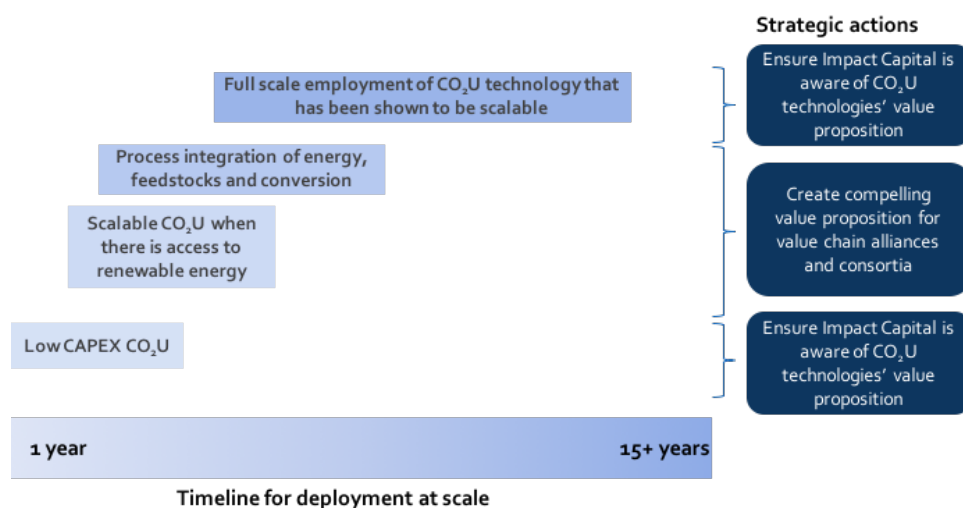 Strategic actions
Full scale employment of CO₂U technology that
has been shown to be scalable
Ensure Impact Capital is
aware of CO₂U
technologies’ value
proposition
Process integration of energy,
feedstocks and conversion
Scalable CO₂U when
there is access to
renewable energy
Create compelling
value proposition for
value chain alliances
and consortia
Low CAPEX CO₂U
Ensure Impact Capital is
aware of CO₂U
technologies’ value
proposition
1 year
15+ years
Timeline for deployment at scale